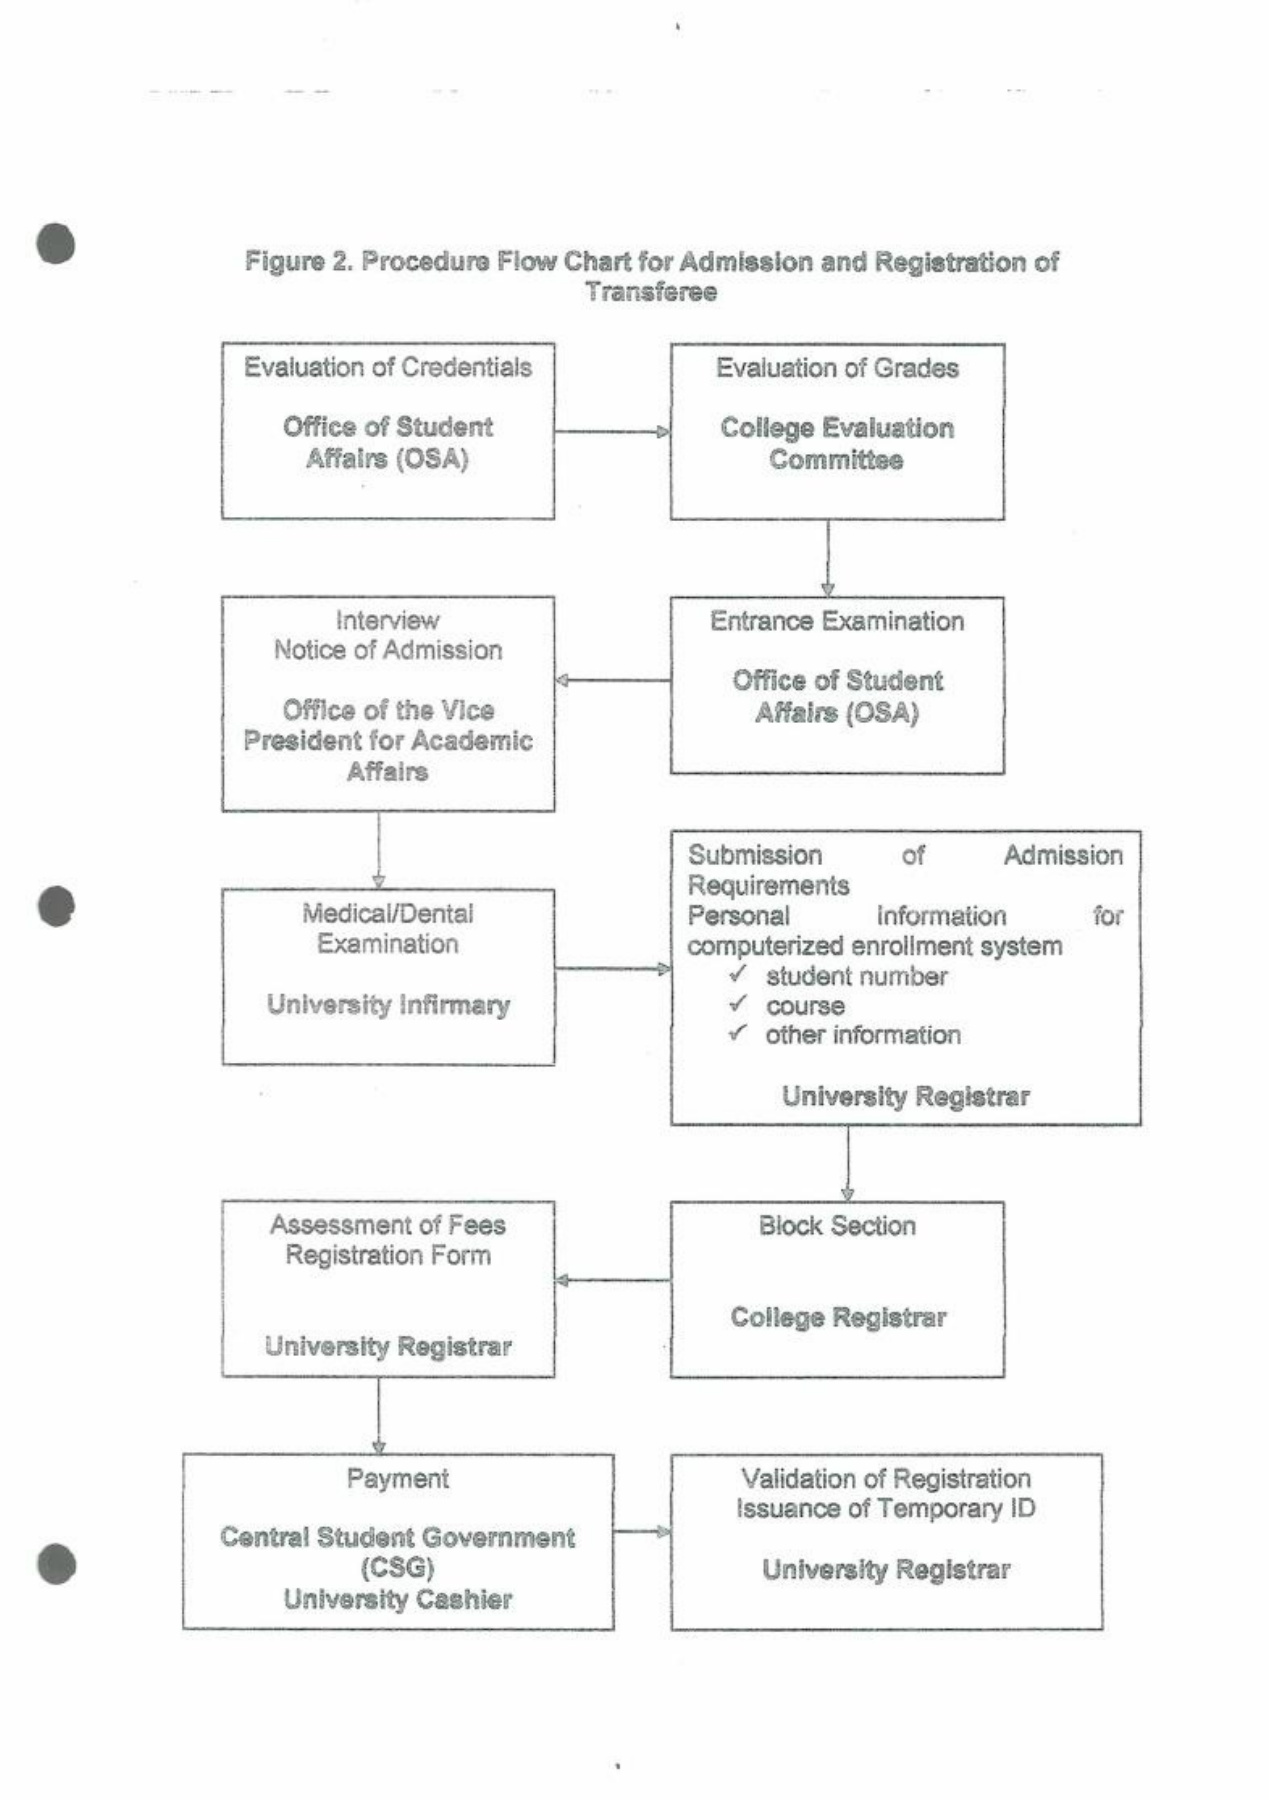 Figure 2. Procedure Flow Chart for Admission and Registration of
Transferee
Evaluation of Credentials
Office of Student
Affairs (OSA)
Evaluation of Grades
College Evaluation
Committee
Entrance Examination
Office of Student
Affairs (OSA)
Interview
Notice of Admission
Office of the Vice
President for Academic
Affairs
Medical/Dental
Examination
University Infirmary
Submission of Admission
Requirements
Personal information for
computerized enrollment system
✓ student number
✓ course
✓ other information
University Registrar
Block Section
College Registrar
Assessment of Fees
Registration Form
University Registrar
Payment
Central Student Government
(CSG)
University Cashier
Validation of Registration
Issuance of Temporary ID
University Registrar